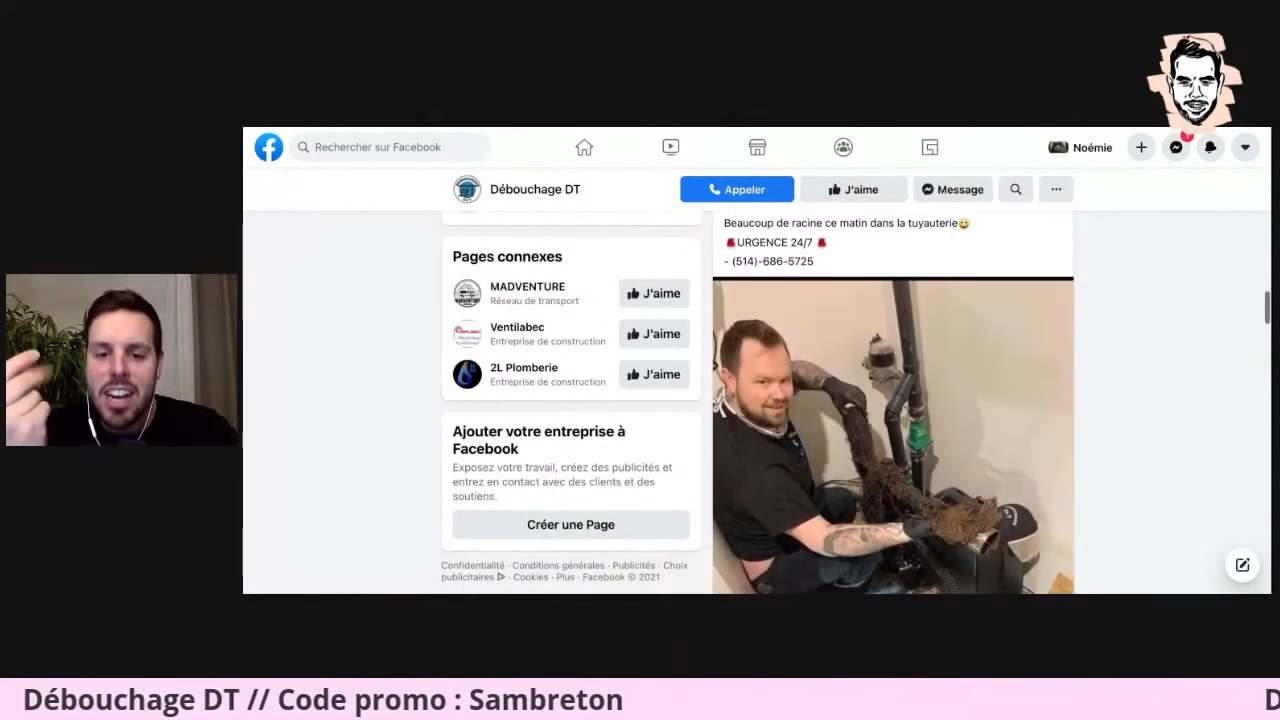 Rechercher sur Facebook
Noémie
Débouchage DT
Appeler
J'aime
Message
Beaucoup de racine ce matin dans la tuyauterie😄
URGENCE 24/7
- (514)-686-5725
Pages connexes
MADVENTURE
Réseau de transport
J'aime
Ventilabec
Entreprise de construction
J'aime
2L Plomberie
Entreprise de construction
J'aime
Ajouter votre entreprise à
Facebook
Exposez votre travail, créez des publicités et
entrez en contact avec des clients et des
soutiens.
Créer une Page
Confidentialité · Conditions générales · Publicités · Choix
publicitaires · Cookies · Plus · Facebook © 2021
Débouchage DT // Code promo : Sambreton
D